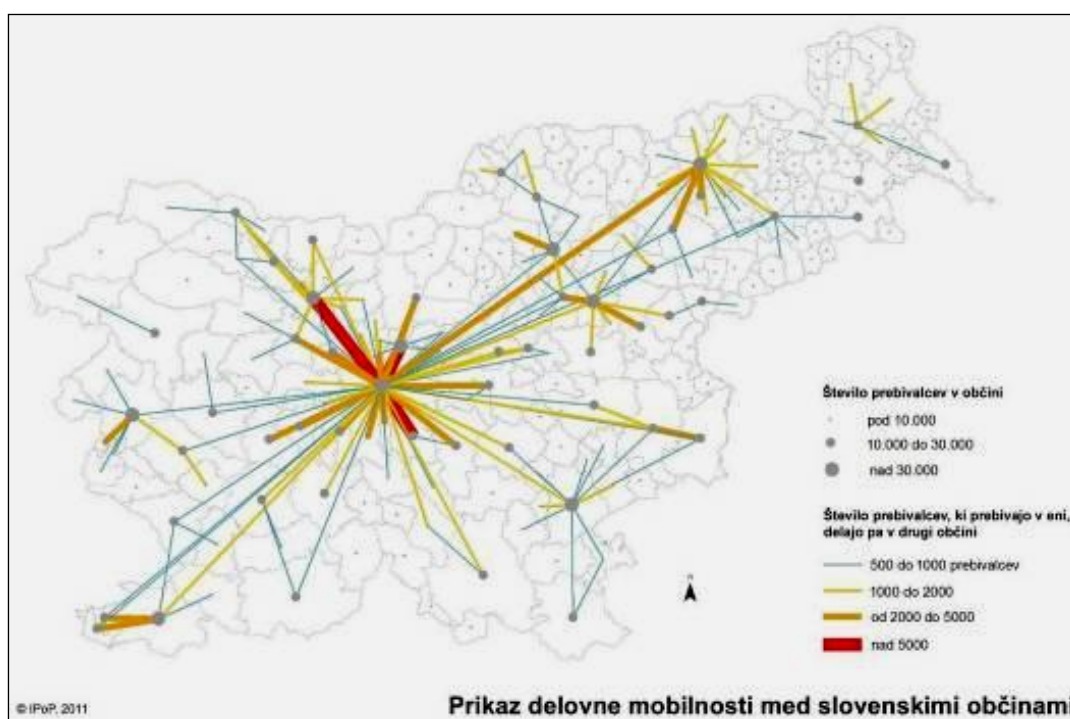 Število prebivalcev v občini
pod 10.000
10.000 do 30.000
nad 30.000
Število prebivalcev, ki prebivajo v eni,
delajo pa v drugi občini
500 do 1000 prebivalcev
1000 do 2000
od 2000 do 5000
nad 5000
© IPoP, 2011
Prikaz delovne mobilnosti med slovenskimi občinami